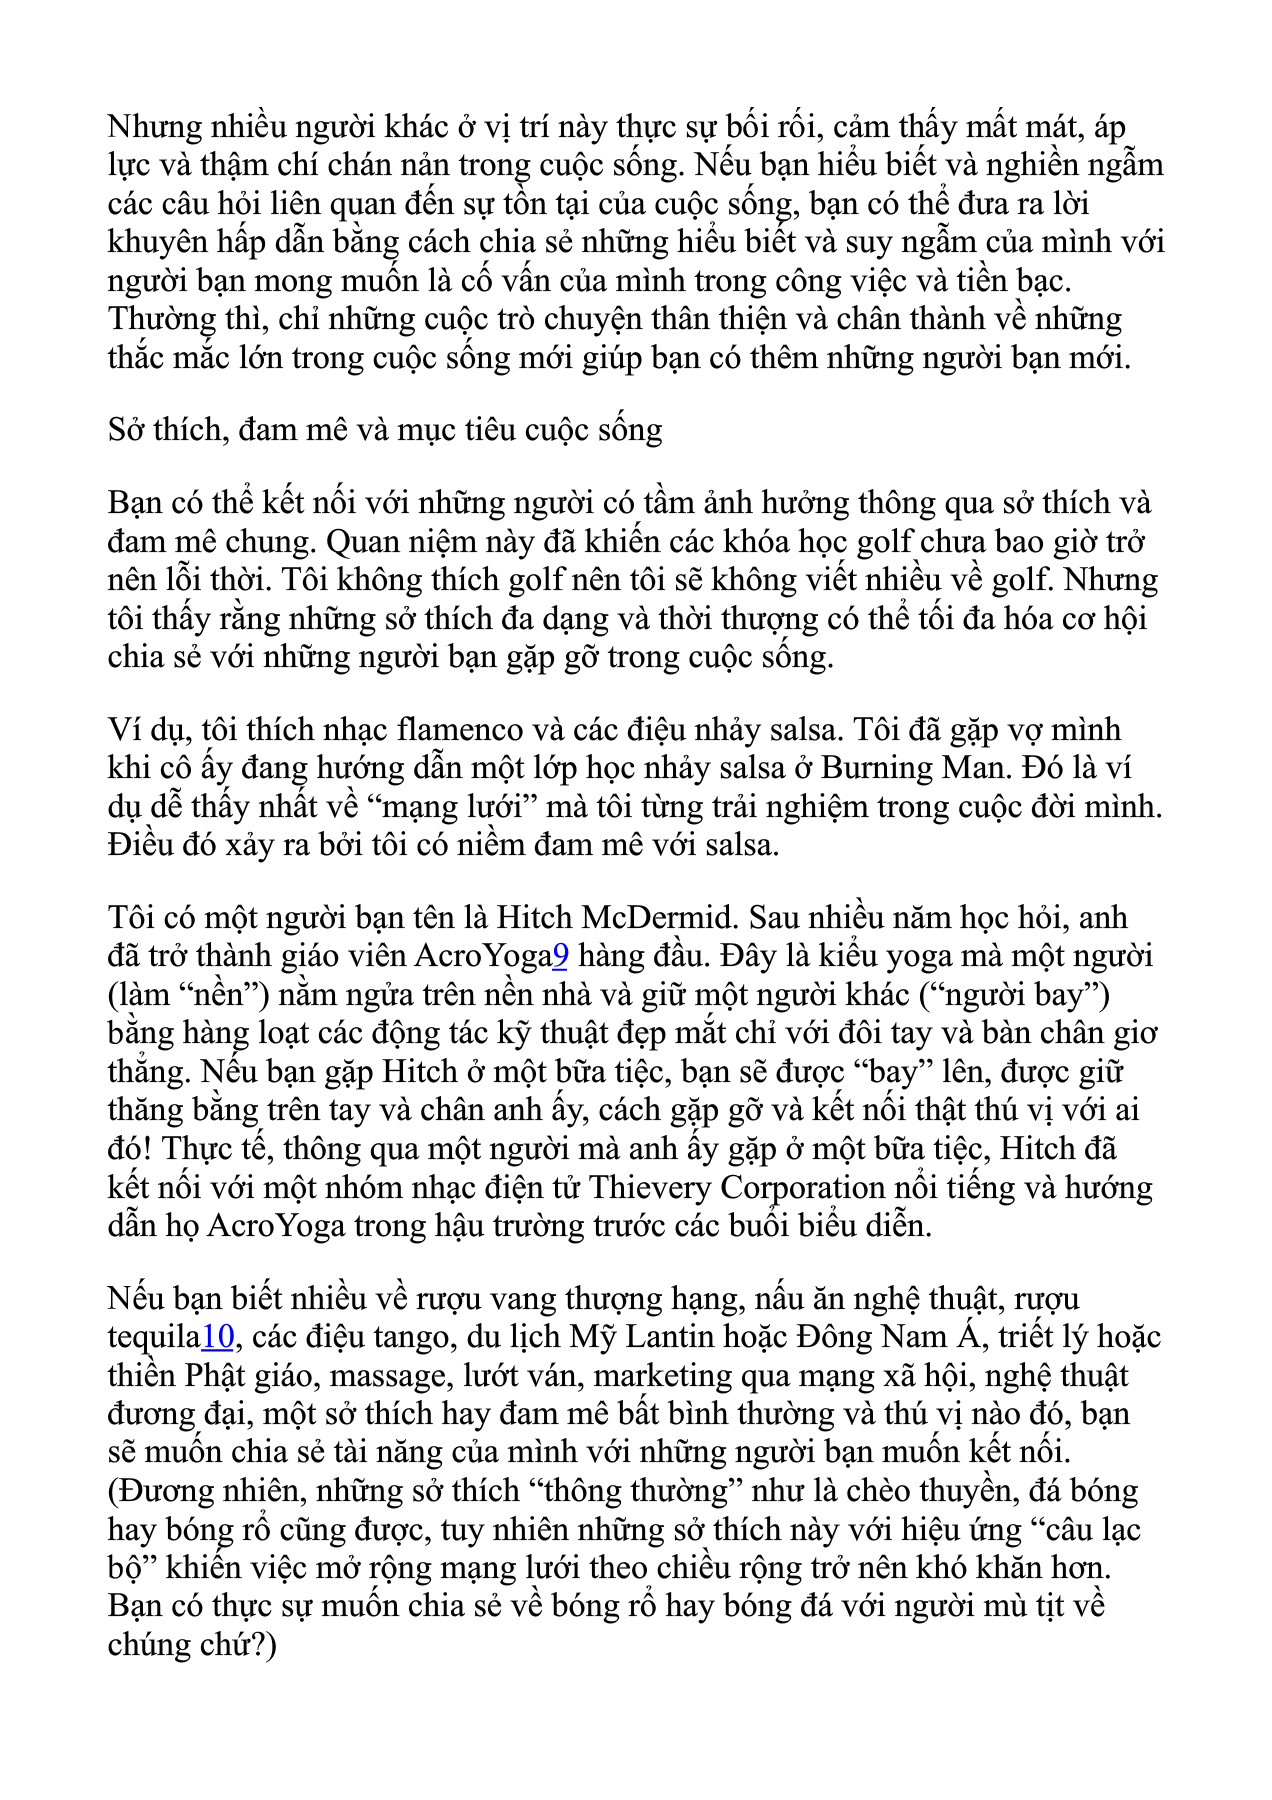 Nhưng nhiều người khác ở vị trí này thực sự bối rối, cảm thấy mất mát, áp
lực và thậm chí chán nản trong cuộc sống. Nếu bạn hiểu biết và nghiền ngẫm
các câu hỏi liên quan đến sự tồn tại của cuộc sống, bạn có thể đưa ra lời
khuyên hấp dẫn bằng cách chia sẻ những hiểu biết và suy ngẫm của mình với
người bạn mong muốn là cố vấn của mình trong công việc và tiền bạc.
Thường thì, chỉ những cuộc trò chuyện thân thiện và chân thành về những
thắc mắc lớn trong cuộc sống mới giúp bạn có thêm những người bạn mới.
Sở thích, đam mê và mục tiêu cuộc sống
Bạn có thể kết nối với những người có tầm ảnh hưởng thông qua sở thích và
đam mê chung. Quan niệm này đã khiến các khóa học golf chưa bao giờ trở
nên lỗi thời. Tôi không thích golf nên tôi sẽ không viết nhiều về golf. Nhưng
tôi thấy rằng những sở thích đa dạng và thời thượng có thể tối đa hóa cơ hội
chia sẻ với những người bạn gặp gỡ trong cuộc sống.
Ví dụ, tôi thích nhạc flamenco và các điệu nhảy salsa. Tôi đã gặp vợ mình
khi cô ấy đang hướng dẫn một lớp học nhảy salsa ở Burning Man. Đó là ví
dụ dễ thấy nhất về “mạng lưới” mà tôi từng trải nghiệm trong cuộc đời mình.
Điều đó xảy ra bởi tôi có niềm đam mê với salsa.
Tôi có một người bạn tên là Hitch McDermid. Sau nhiều năm học hỏi, anh
đã trở thành giáo viên AcroYoga9 hàng đầu. Đây là kiểu yoga mà một người
(làm “nền”) nằm ngửa trên nền nhà và giữ một người khác (“người bay”)
bằng hàng loạt các động tác kỹ thuật đẹp mắt chỉ với đôi tay và bàn chân giơ
thẳng. Nếu bạn gặp Hitch ở một bữa tiệc, bạn sẽ được “bay” lên, được giữ
thăng bằng trên tay và chân anh ấy, cách gặp gỡ và kết nối thật thú vị với ai
đó! Thực tế, thông qua một người mà anh ấy gặp ở một bữa tiệc, Hitch đã
kết nối với một nhóm nhạc điện tử Thievery Corporation nổi tiếng và hướng
dẫn họ AcroYoga trong hậu trường trước các buổi biểu diễn.
Nếu bạn biết nhiều về rượu vang thượng hạng, nấu ăn nghệ thuật, rượu
tequila10, các điệu tango, du lịch Mỹ Lantin hoặc Đông Nam Á, triết lý hoặc
thiền Phật giáo, massage, lướt ván, marketing qua mạng xã hội, nghệ thuật
đương đại, một sở thích hay đam mê bất bình thường và thú vị nào đó, bạn
sẽ muốn chia sẻ tài năng của mình với những người bạn muốn kết nối.
(Đương nhiên, những sở thích “thông thường” như là chèo thuyền, đá bóng
hay bóng rổ cũng được, tuy nhiên những sở thích này với hiệu ứng “câu lạc
bộ” khiến việc mở rộng mạng lưới theo chiều rộng trở nên khó khăn hơn.
Bạn có thực sự muốn chia sẻ về bóng rổ hay bóng đá với người mù tịt về
chúng chứ?)